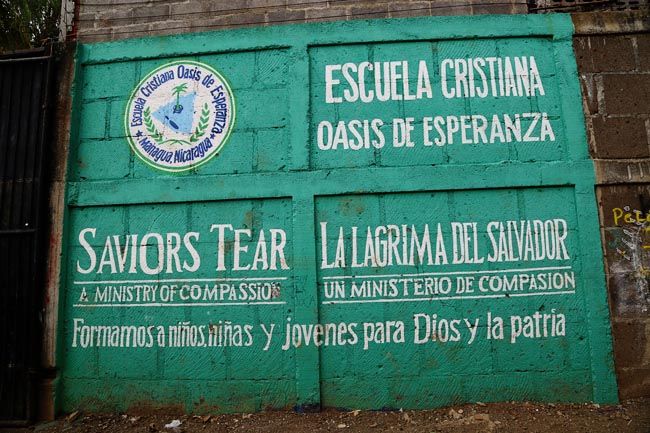 Escuela Cristiana Oasis de Esperanza
Managua, Nicaragua
ESCUELA CRISTIANA
OASIS DE ESPERANZA
SAVIORS TEAR
A MINISTRY OF COMPASSION
LA LAGRIMA DEL SALVADOR
UN MINISTERIO DE COMPASION
Formamos a niños, niñas y jovenes para Dios y la patria